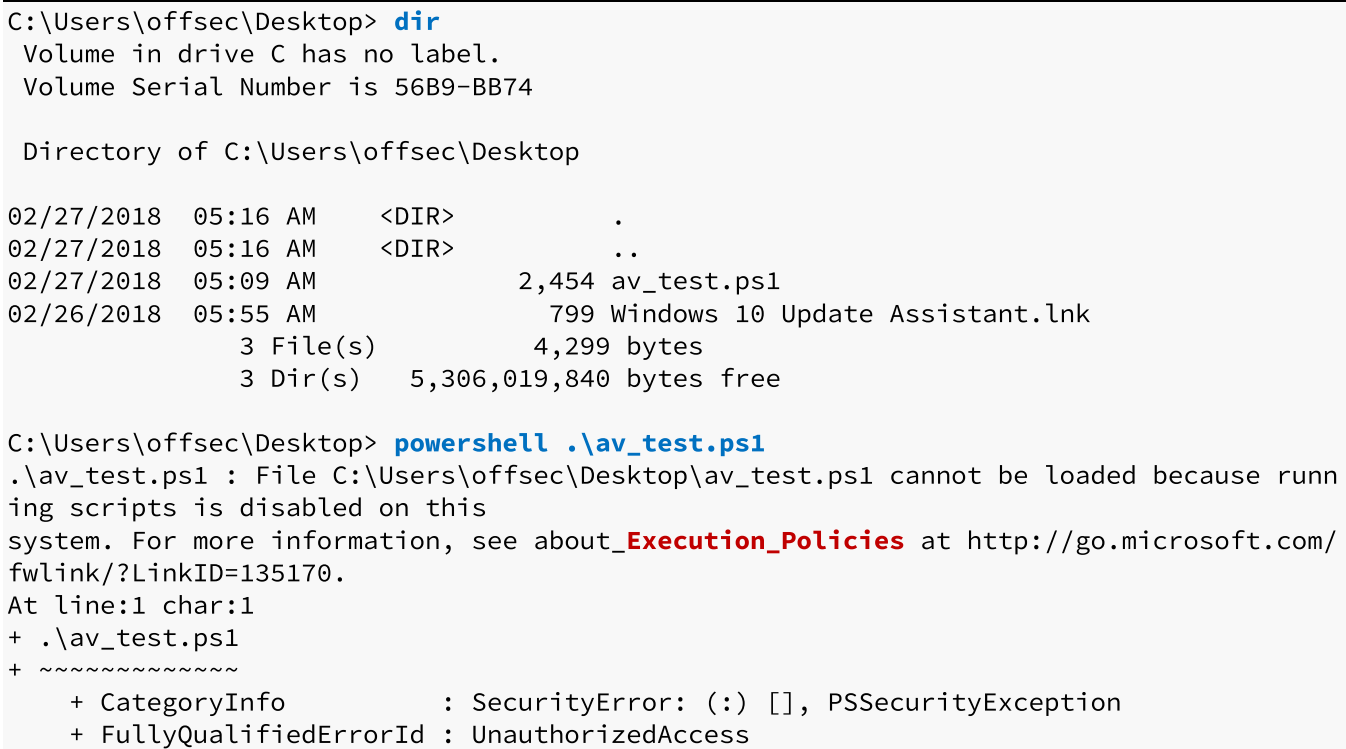 C:\Users\offsec\Desktop> dir
 Volume in drive C has no label.
 Volume Serial Number is 56B9-BB74

 Directory of C:\Users\offsec\Desktop

02/27/2018  05:16 AM    <DIR>          .
02/27/2018  05:16 AM    <DIR>          ..
02/27/2018  05:09 AM             2,454 av_test.ps1
02/26/2018  05:55 AM               799 Windows 10 Update Assistant.lnk
               3 File(s)          4,299 bytes
               3 Dir(s)   5,306,019,840 bytes free

C:\Users\offsec\Desktop> powershell .\av_test.ps1
.\av_test.ps1 : File C:\Users\offsec\Desktop\av_test.ps1 cannot be loaded because runn
ing scripts is disabled on this
system. For more information, see about_Execution_Policies at http://go.microsoft.com/
fwlink/?LinkID=135170.
At line:1 char:1
+ .\av_test.ps1
+ ~~~~~~~~~~~~~
    + CategoryInfo          : SecurityError: (:) [], PSSecurityException
    + FullyQualifiedErrorId : UnauthorizedAccess